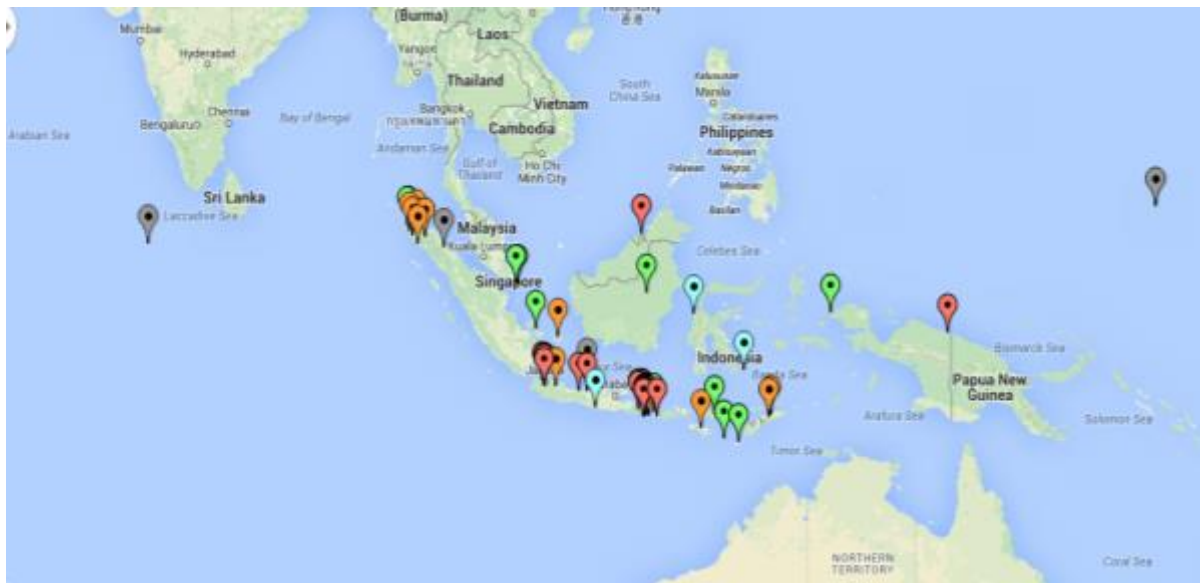 (Burma)
Mumbai
Laos
Hyderabad
Yangon
Thailand
South
China Sea
Manila
Vietnam
Bay of Bengal
Chennai
Bangkok
Bengaluru
Arabian Sea
Cambodia
Philippines
Andaman Sea
Gulf of
Thailand
Ho Chi
Minh City
Palawan
Negros
Mindanao
Basilan
Sri Lanka
Laccadive Sea
Malaysia
Kuala Lump
Celebes Sea
Singapore
Bismarck Sea
Indonesia
Banda Sea
Papua New
Guinea
Arafura Sea
Solomon Sea
Timor Sea
NORTHERN
TERRITORY
Coral Sea